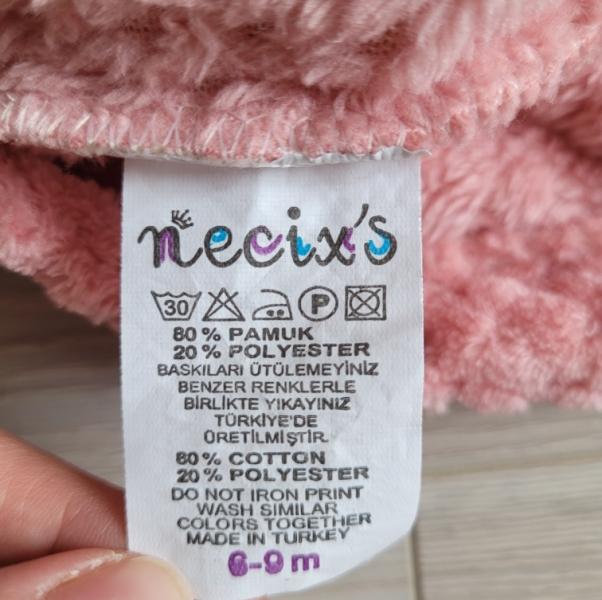 necix's
30
P
80 % PAMUK
20 % POLYESTER
BASKILARI ÜTÜLEMEYİNİZ
BENZER RENKLERLE
BİRLİKTE YIKAYINIZ
TÜRKİYE'DE
ÜRETİLMİŞTİR.
80 % COTTON
20 % POLYESTER
DO NOT IRON PRINT
WASH SIMILAR
COLORS TOGETHER
MADE IN TURKEY
6-9 m